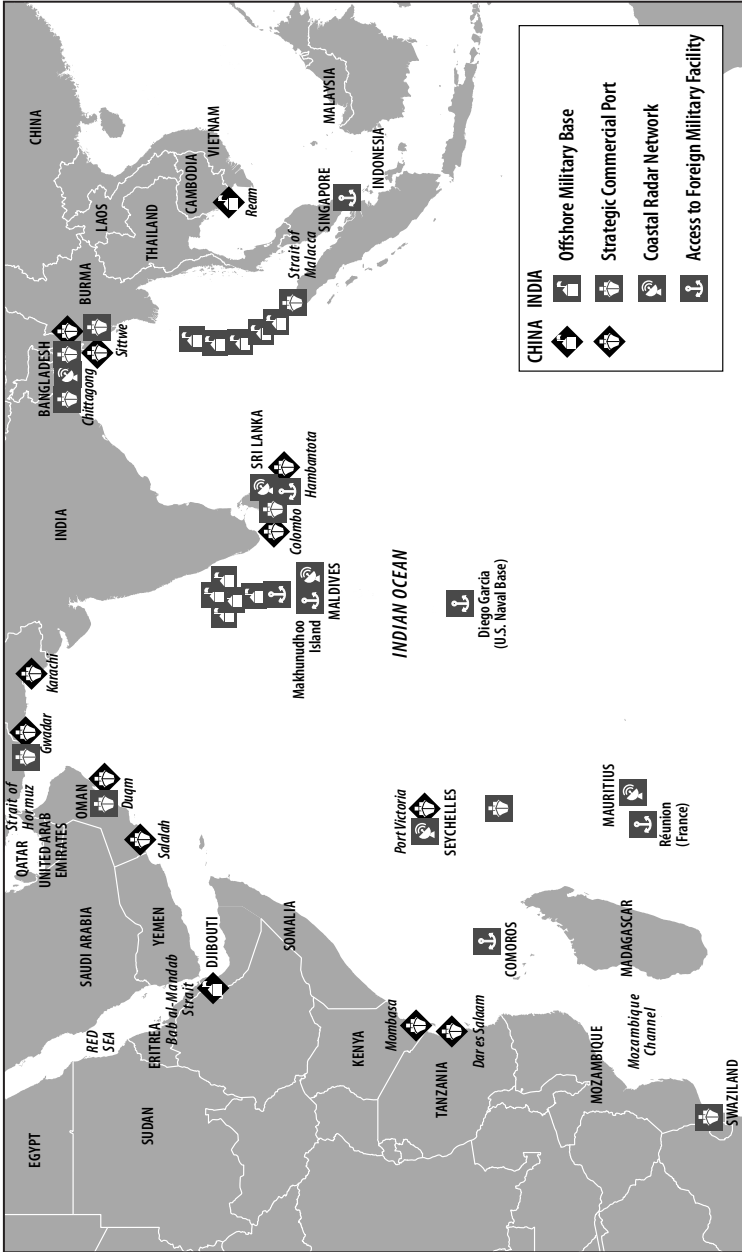 EGYPT
SUDAN
RED
SEA
ERITREA
Bab al-Mandab
Strait
DJIBOUTI
SAUDI ARABIA
YEMEN
QATAR
UNITED ARAB
EMIRATES
Strait of
Hormuz
OMAN
Duqm
Salalah
Gwadar
Karachi
SOMALIA
KENYA
Mombasa
TANZANIA
Dar es Salaam
MOZAMBIQUE
Mozambique
Channel
SWAZILAND
COMOROS
MADAGASCAR
Port Victoria
SEYCHELLES
MAURITIUS
Réunion
(France)
INDIA
Makhunudhoo
Island
MALDIVES
INDIAN OCEAN
Diego Garcia
(U.S. Naval Base)
Colombo
SRI LANKA
Hambantota
BANGLADESH
Chittagong
Sittwe
BURMA
CHINA
LAOS
THAILAND
CAMBODIA
VIETNAM
Ream
Strait of
Malacca
SINGAPORE
MALAYSIA
INDONESIA
CHINA INDIA
Offshore Military Base
Strategic Commercial Port
Coastal Radar Network
Access to Foreign Military Facility